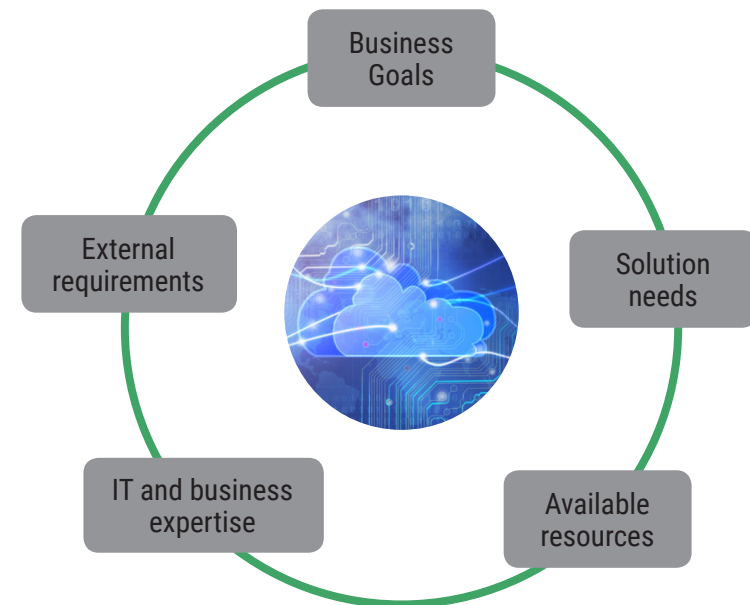 Business
Goals
External
requirements
Solution
needs
IT and business
expertise
Available
resources